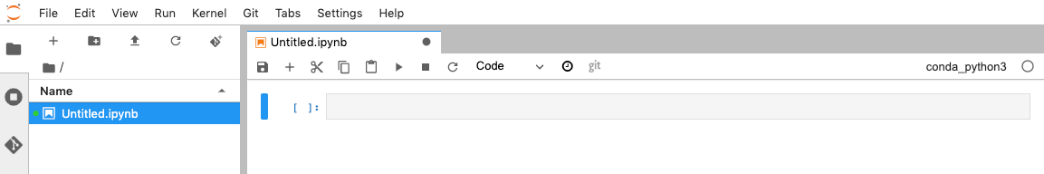 File Edit View Run Kernel Git Tabs Settings Help
Untitled.ipynb
/
Code git conda_python3
Name
Untitled.ipynb
[ ]: